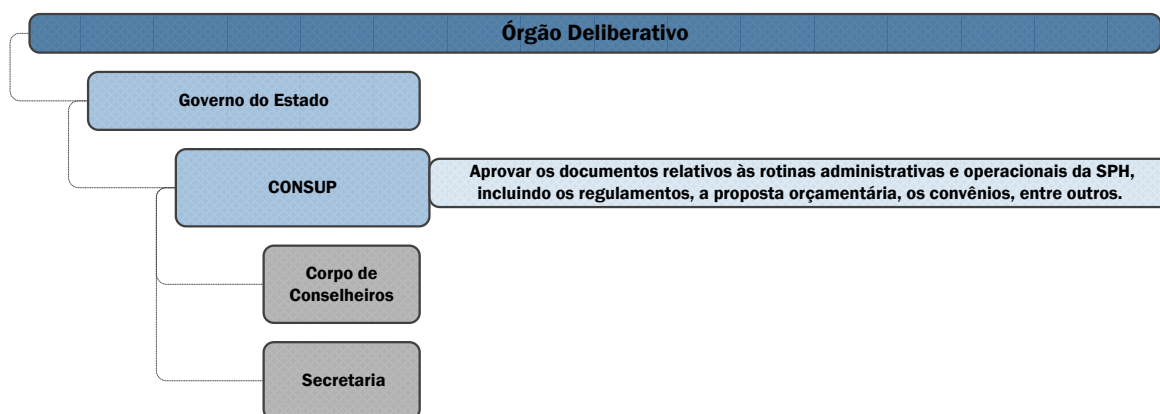 Órgão Deliberativo
Governo do Estado
CONSUP
Aprovar os documentos relativos às rotinas administrativas e operacionais da SPH,
incluindo os regulamentos, a proposta orçamentária, os convênios, entre outros.
Corpo de
Conselheiros
Secretaria